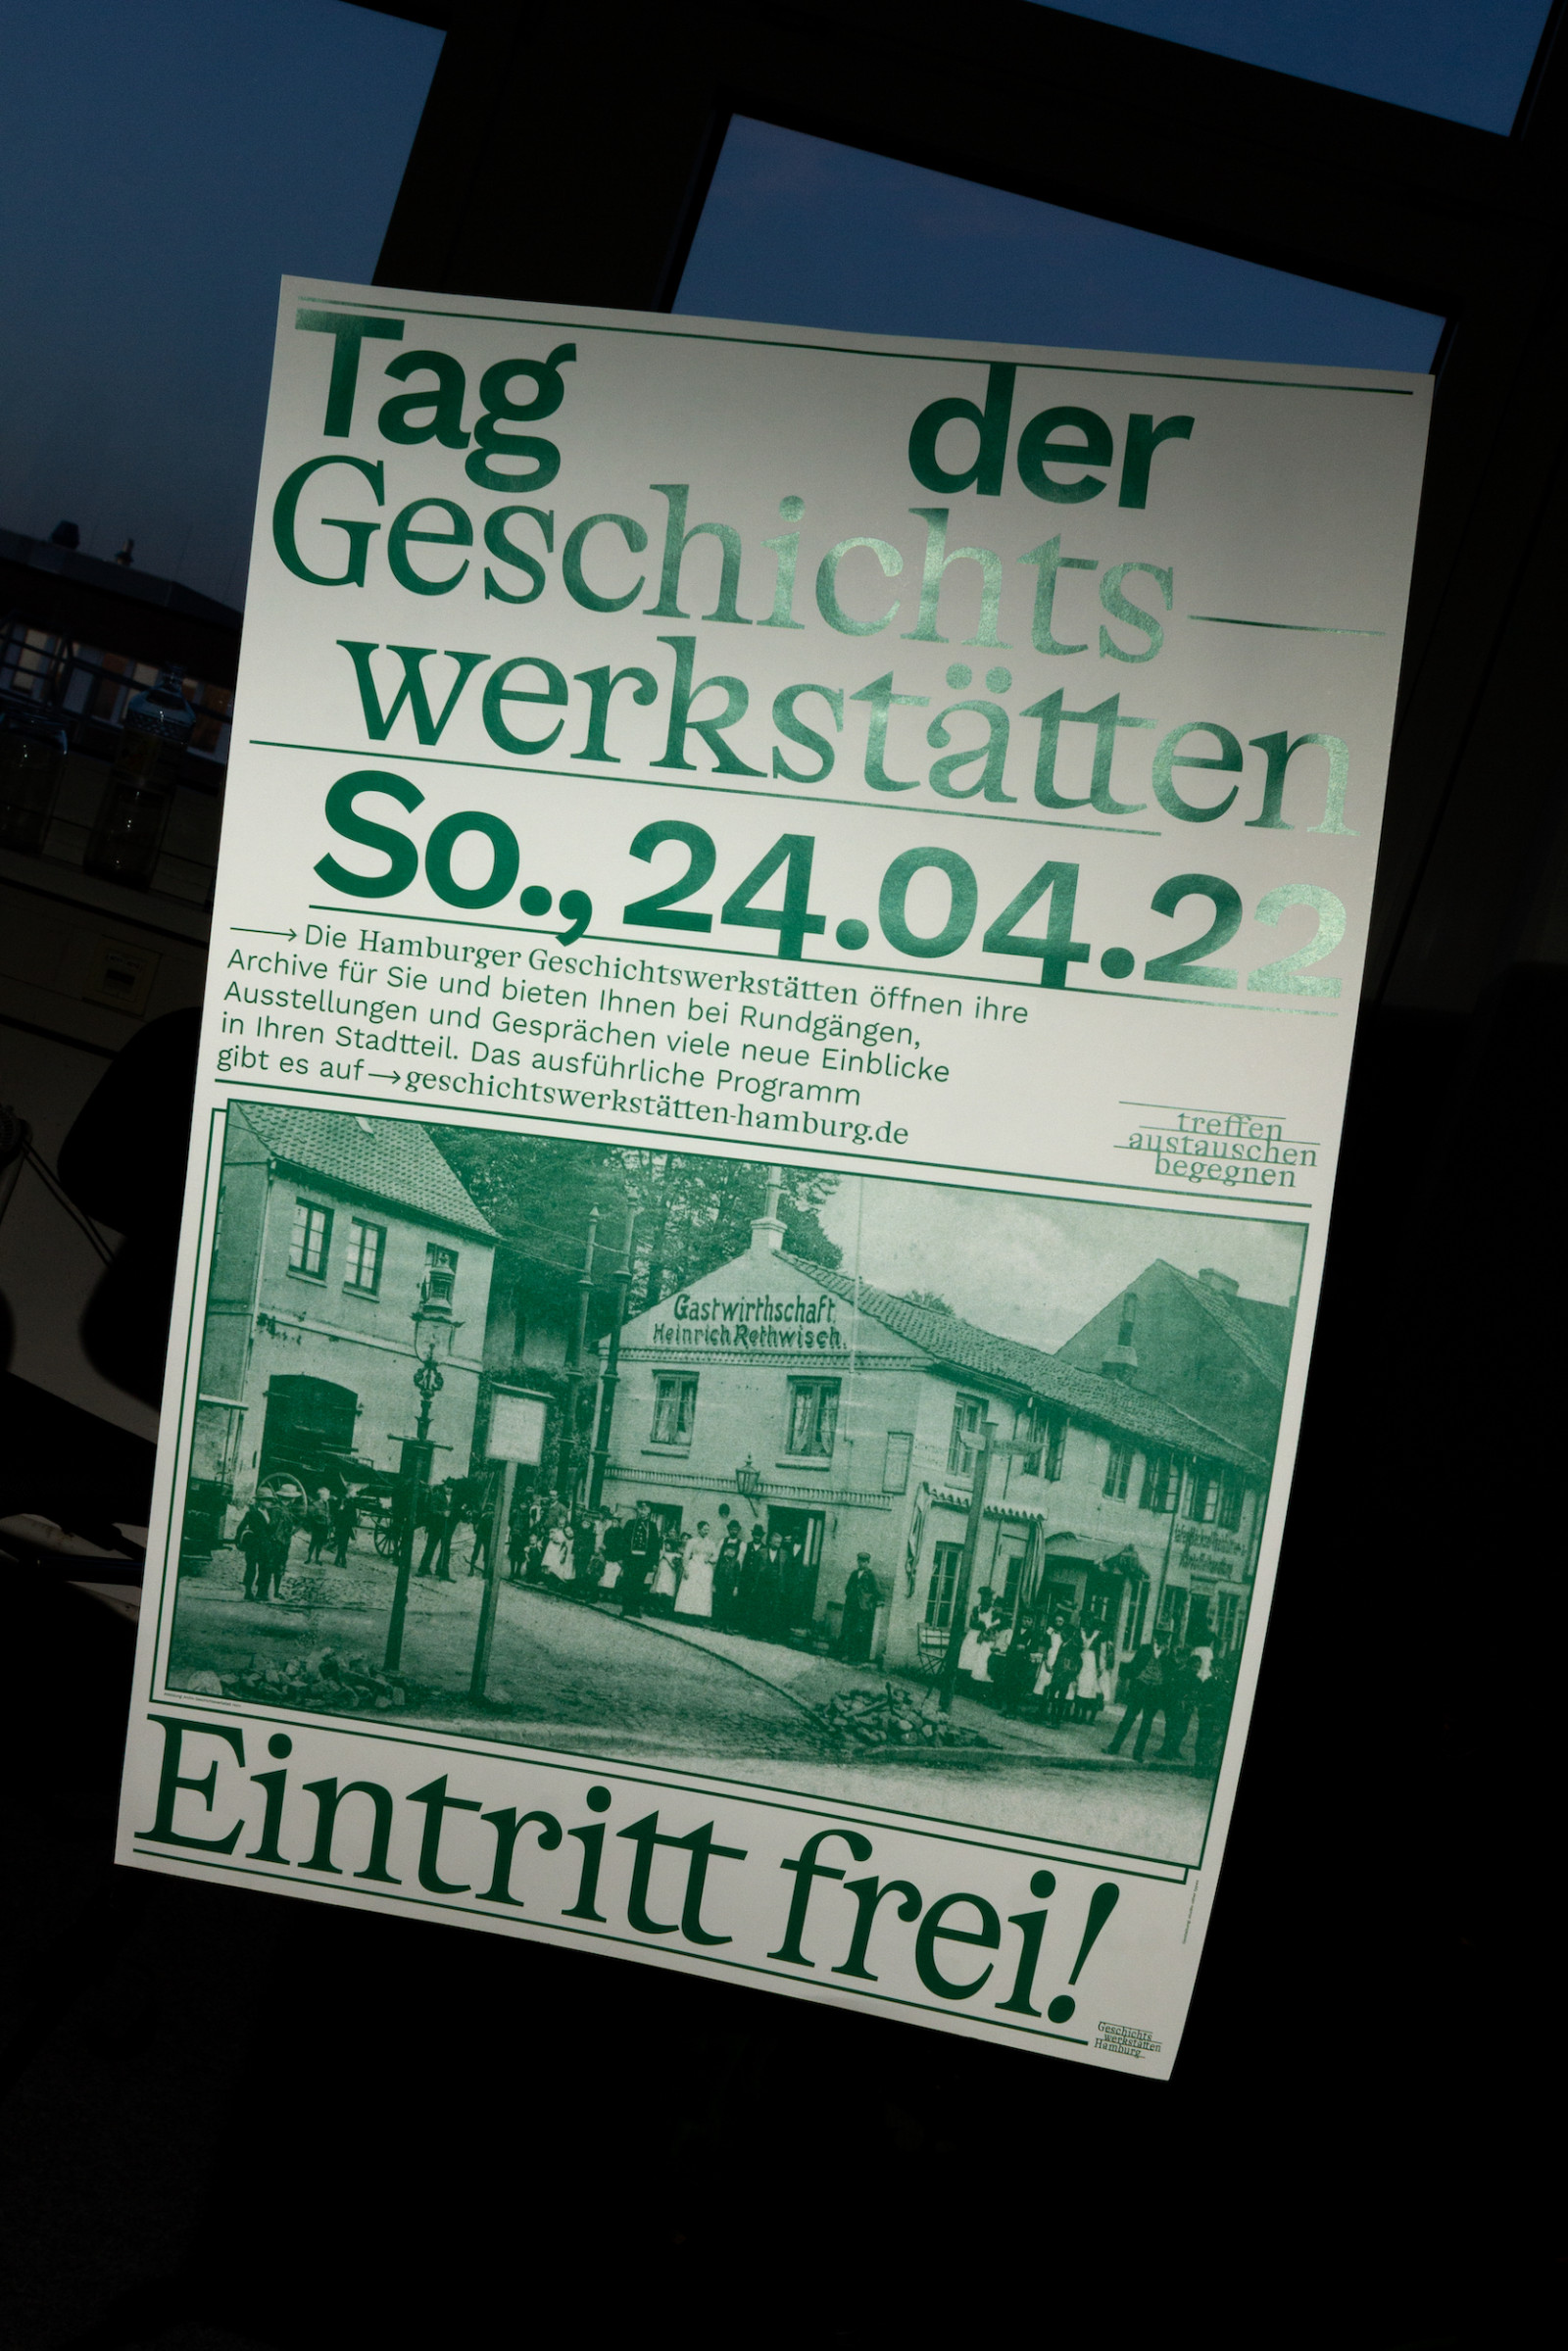 Tag der
Geschichts—
werkstätten
So., 24.04.22
→ Die Hamburger Geschichtswerkstätten öffnen ihre
Archive für Sie und bieten Ihnen bei Rundgängen,
Ausstellungen und Gesprächen viele neue Einblicke
in Ihren Stadtteil. Das ausführliche Programm
gibt es auf → geschichtswerkstätten-hamburg.de
treffen
austauschen
begegnen
Gastwirthschaft
Heinrich Rethwisch.
Eintritt frei!
Geschichts
werkstätten
Hamburg